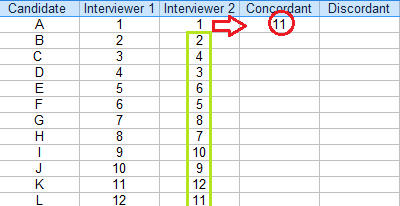 Candidate Interviewer 1 Interviewer 2 Concordant Discordant
A 1 1 11
B 2 2
C 3 4
D 4 3
E 5 6
F 6 5
G 7 8
H 8 7
I 9 10
J 10 9
K 11 12
L 12 11